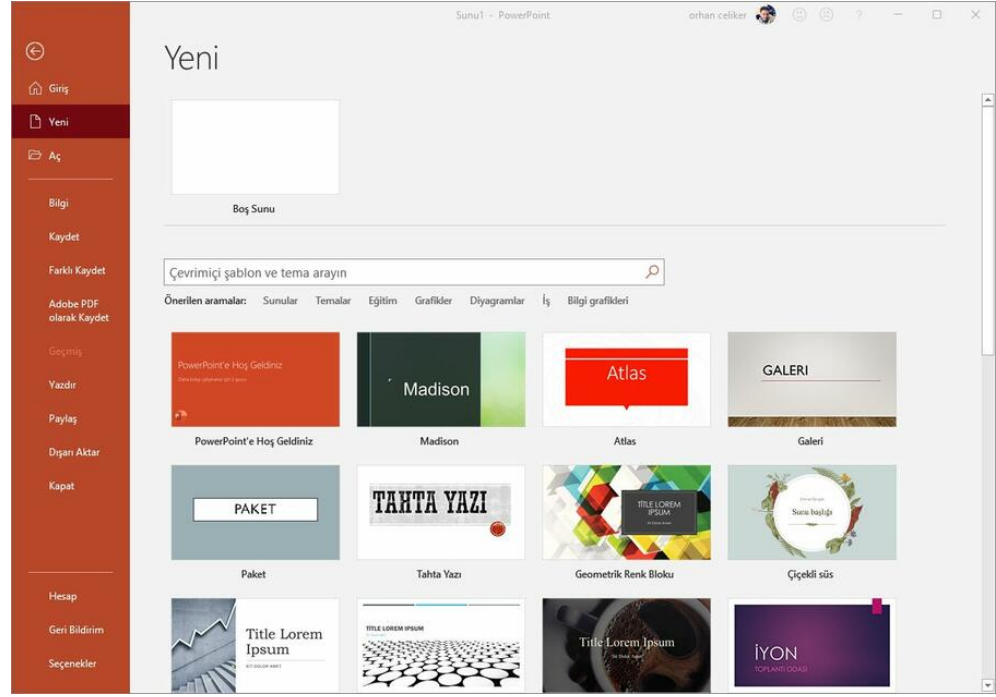 Sunu1 - PowerPoint
orhan celiker
?
Giriş
Yeni
Aç
Bilgi
Kaydet
Farklı Kaydet
Adobe PDF
olarak Kaydet
Geçmiş
Yazdır
Paylaş
Dışarı Aktar
Kapat
Hesap
Geri Bildirim
Seçenekler
Yeni
Boş Sunu
Çevrimiçi şablon ve tema arayın
Önerilen aramalar: Sunular Temalar Eğitim Grafikler Diyagramlar İş Bilgi grafikleri
PowerPoint'e Hoş Geldiniz
PowerPoint'e Hoş Geldiniz
Madison
Madison
Atlas
Atlas
GALERI
Galeri
PAKET
Paket
TAHTA YAZI
Tahta Yazı
TITLE LOREM
IPSUM
Geometrik Renk Bloku
Sunu başlığı
Çiçekli süs
Title Lorem
Ipsum
SIT DOLOR AMET
TITLE LOREM IPSUM
Title Lorem Ipsum
İYON
TOPLANTI ODASI